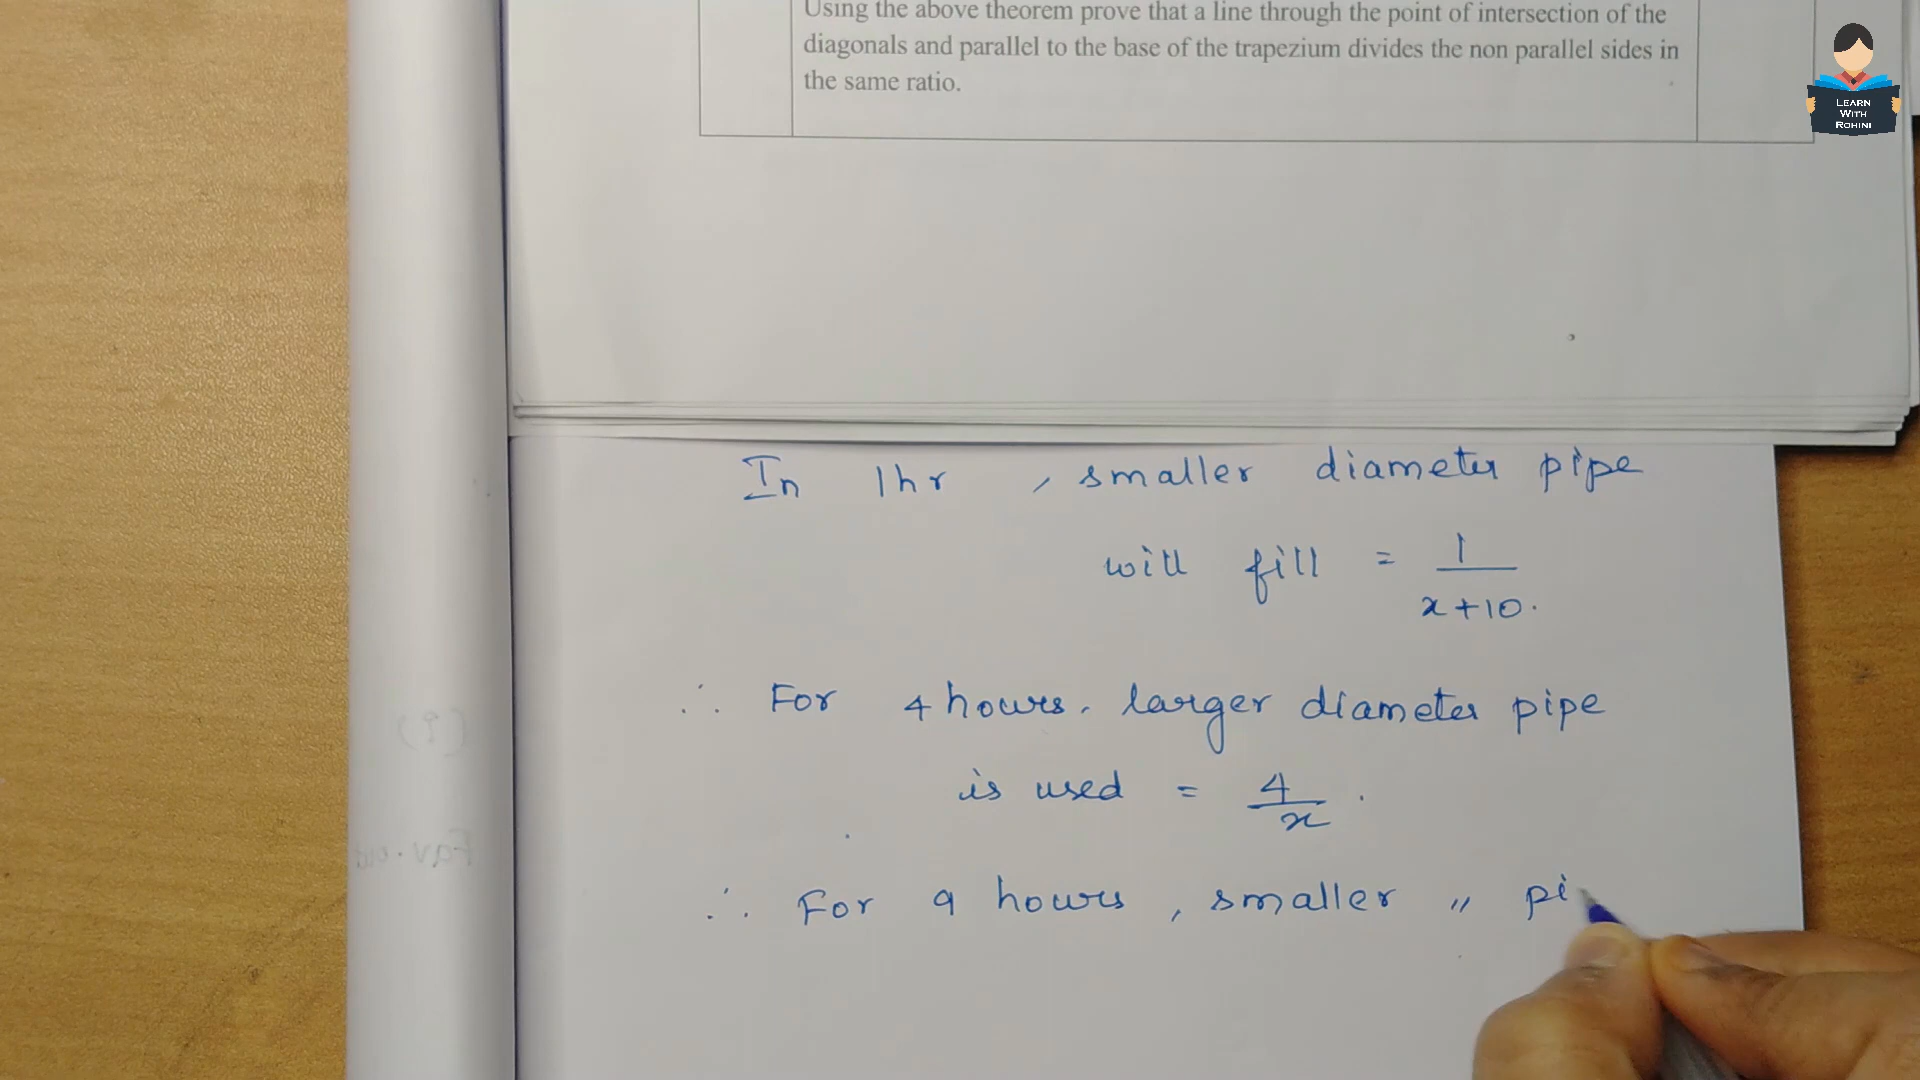 Using the above theorem prove that a line through the point of intersection of the
diagonals and parallel to the base of the trapezium divides the non parallel sides in
the same ratio.
LEARN
WITH
ROHINI
In 1hr , smaller diameter pipe
will fill = 1/(x+10).
∴ For 4 hours. larger diameter pipe
is used = 4/x .
∴ For 9 hours , smaller " pi